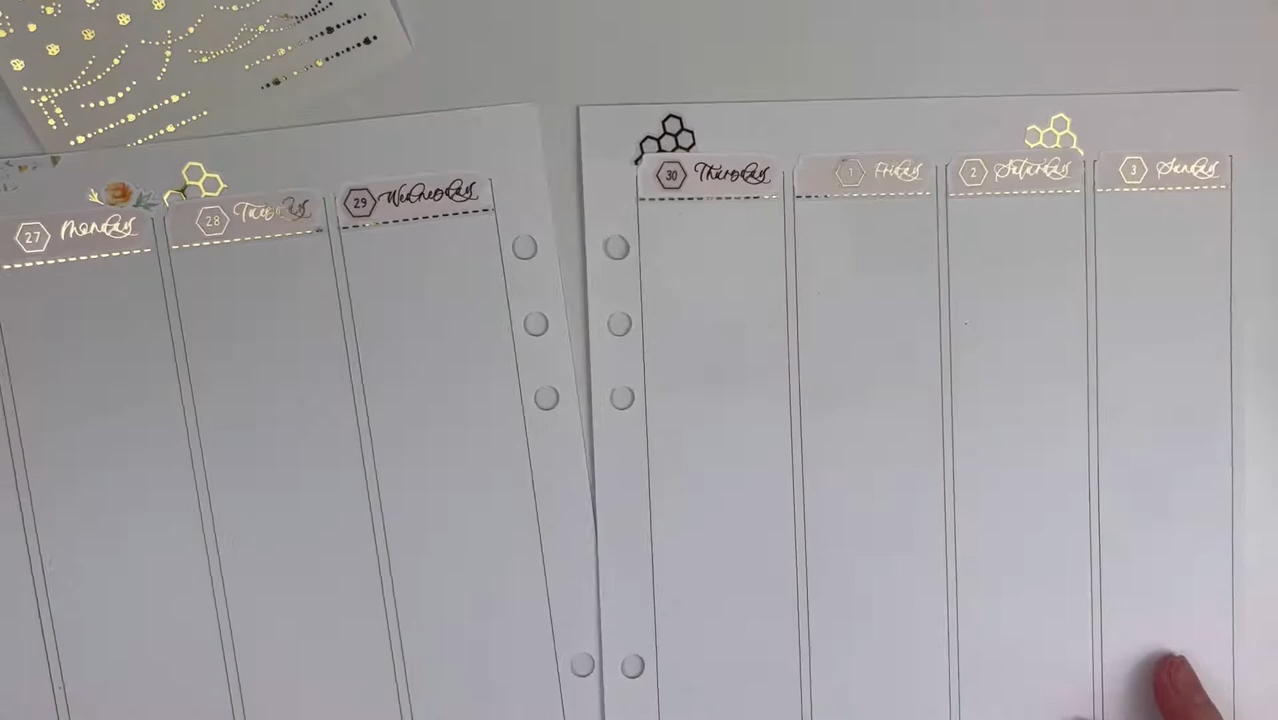 27 Monday
28 Tuesday
29 Wednesday
30 Thursday
1 Friday
2 Saturday
3 Sunday